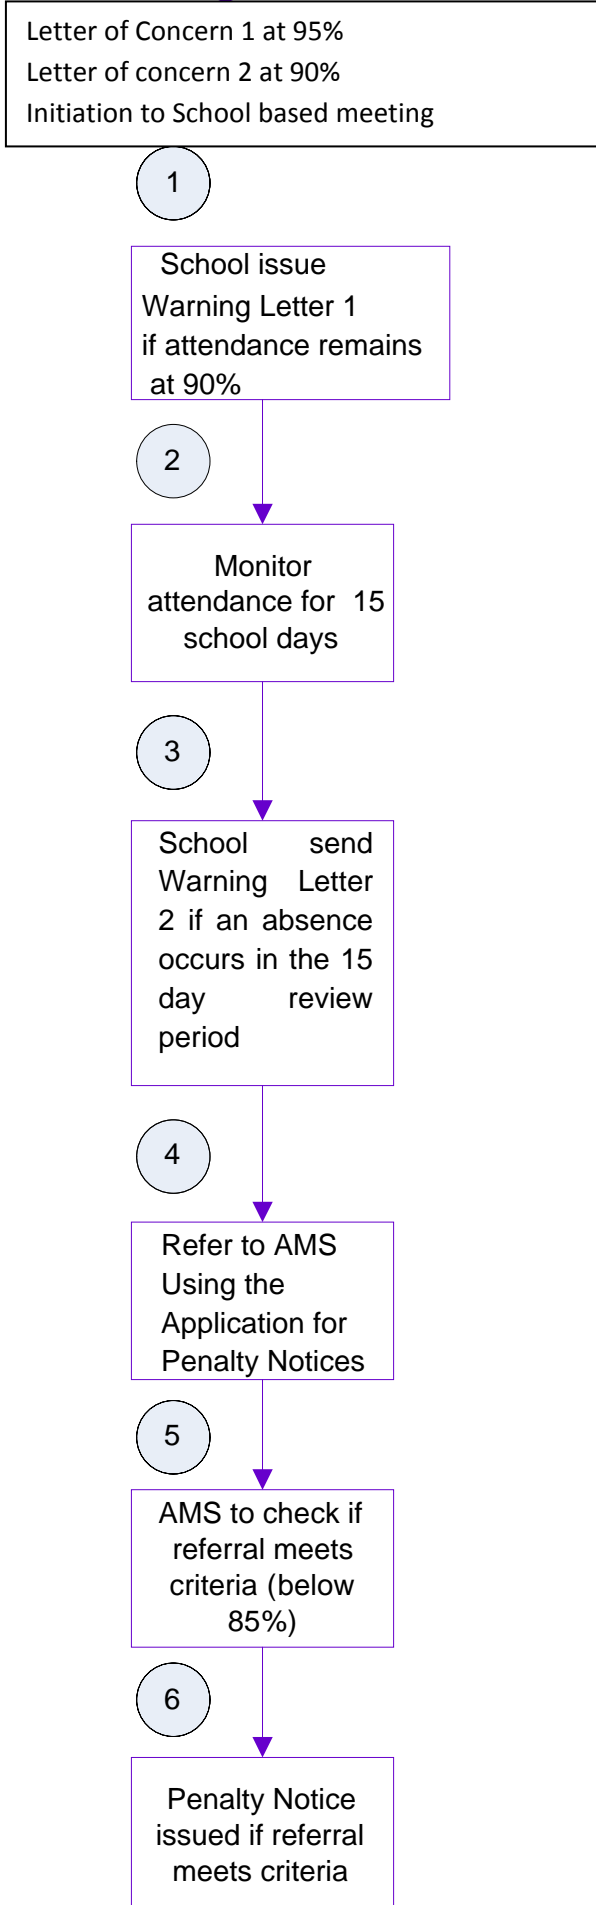 Letter of Concern 1 at 95%
Letter of concern 2 at 90%
Initiation to School based meeting
1
School issue
Warning Letter 1
if attendance remains
at 90%
2
Monitor
attendance for 15
school days
3
School send
Warning Letter
2 if an absence
occurs in the 15
day review
period
4
Refer to AMS
Using the
Application for
Penalty Notices
5
AMS to check if
referral meets
criteria (below
85%)
6
Penalty Notice
issued if referral
meets criteria